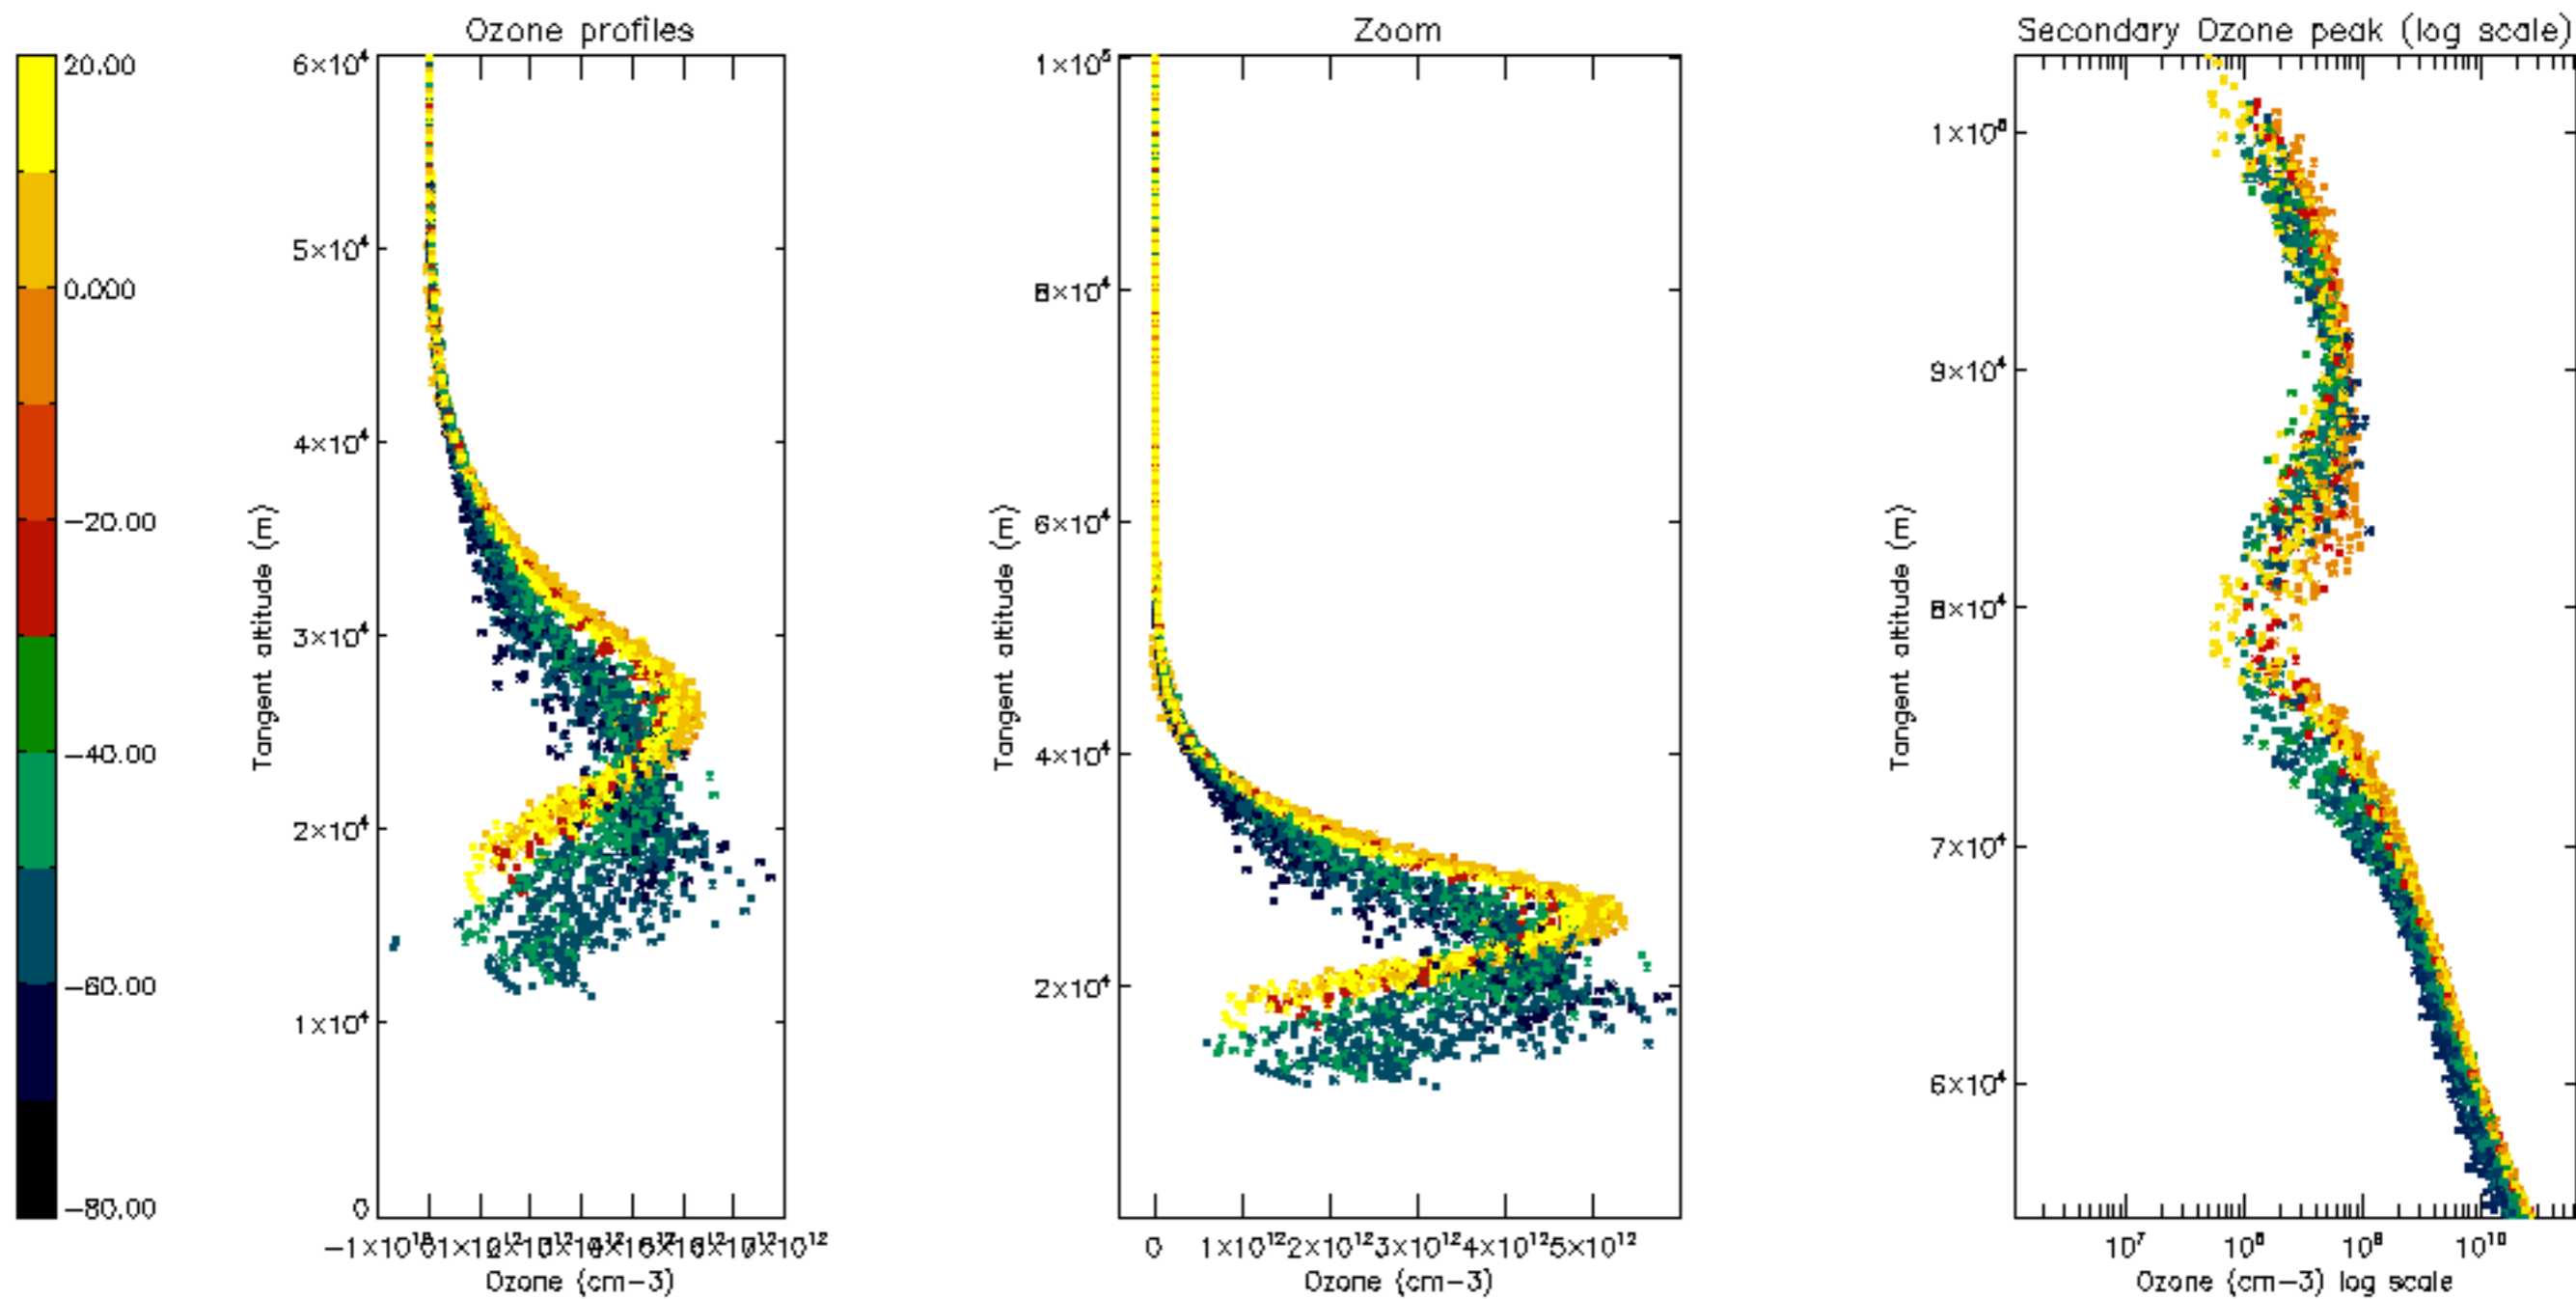 Ozone profiles
Zoom
Secondary Ozone peak (log scale)
20.00
0.000
−20.00
−40.00
−60.00
−80.00
6×10⁴
5×10⁴
4×10⁴
3×10⁴
2×10⁴
1×10⁴
0
Tangent altitude (m)
Ozone (cm−3)
1×10⁵
8×10⁴
6×10⁴
4×10⁴
2×10⁴
Tangent altitude (m)
0 1×10¹² 2×10¹² 3×10¹² 4×10¹² 5×10¹²
Ozone (cm−3)
9×10⁴
8×10⁴
7×10⁴
6×10⁴
Tangent altitude (m)
10⁷ 10⁸ 10⁹ 10¹⁰
Ozone (cm−3) log scale